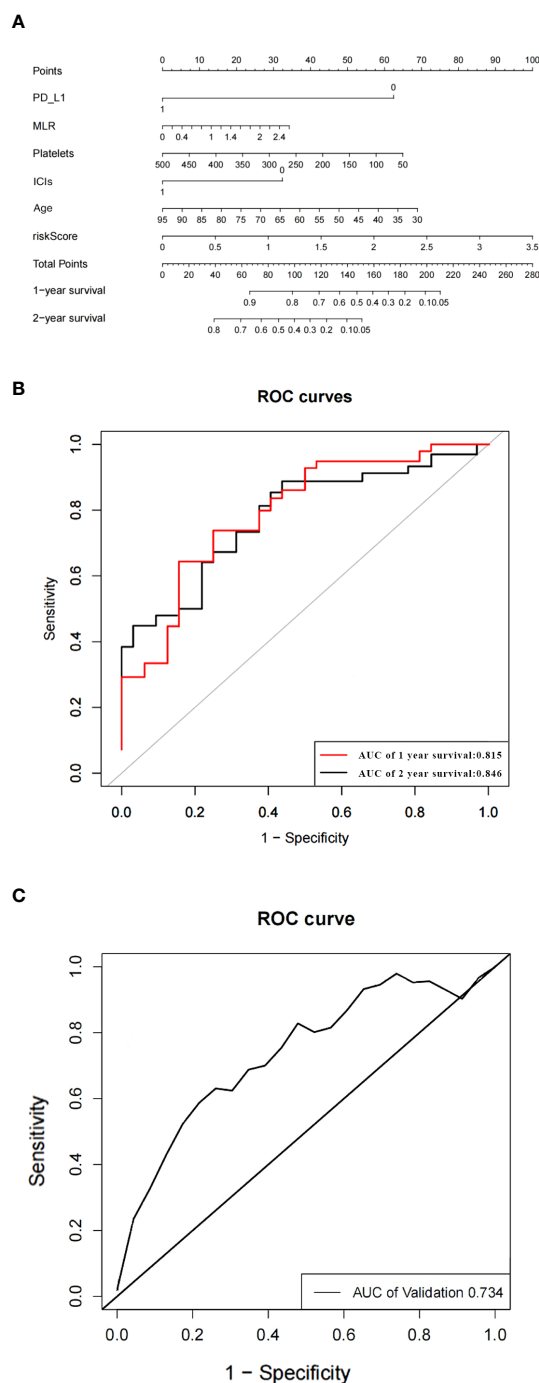 A
Points
0 10 20 30 40 50 60 70 80 90 100
PD_L1
0
1
MLR
0 0.4 1 1.4 2 2.4
Platelets
500 450 400 350 300 250 200 150 100 50
ICIs
0
1
Age
95 90 85 80 75 70 65 60 55 50 45 40 35 30
riskScore
0 0.5 1 1.5 2 2.5 3 3.5
Total Points
0 20 40 60 80 100 120 140 160 180 200 220 240 260 280
1−year survival
0.9 0.8 0.7 0.6 0.5 0.4 0.3 0.2 0.1 0.05
2−year survival
0.8 0.7 0.6 0.5 0.4 0.3 0.2 0.1 0.05
B
ROC curves
1.0
0.8
0.6
0.4
0.2
0.0
Sensitivity
AUC of 1 year survival:0.815
AUC of 2 year survival:0.846
0.0 0.2 0.4 0.6 0.8 1.0
1 − Specificity
C
ROC curve
1.0
0.8
0.6
0.4
0.2
0.0
Sensitivity
AUC of Validation 0.734
0.0 0.2 0.4 0.6 0.8 1.0
1 − Specificity